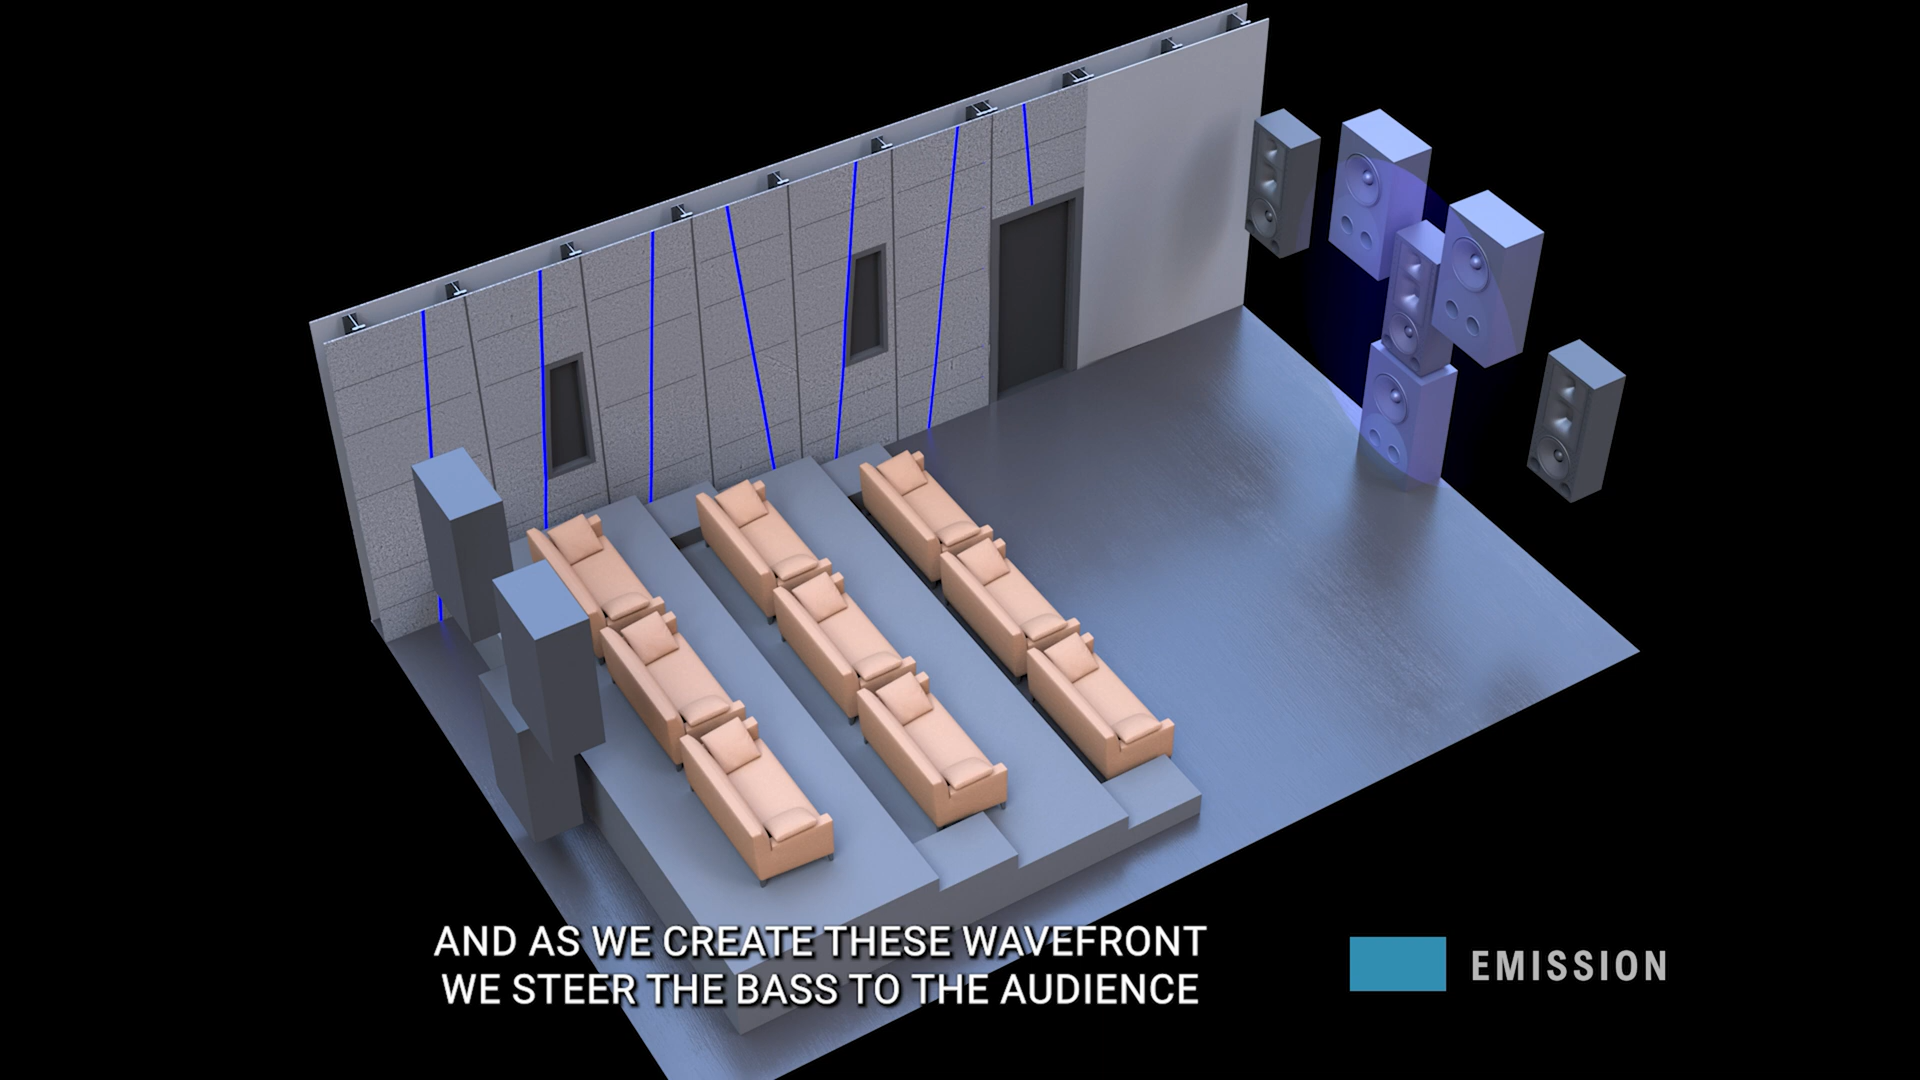 AND AS WE CREATE THESE WAVEFRONT
WE STEER THE BASS TO THE AUDIENCE
EMISSION